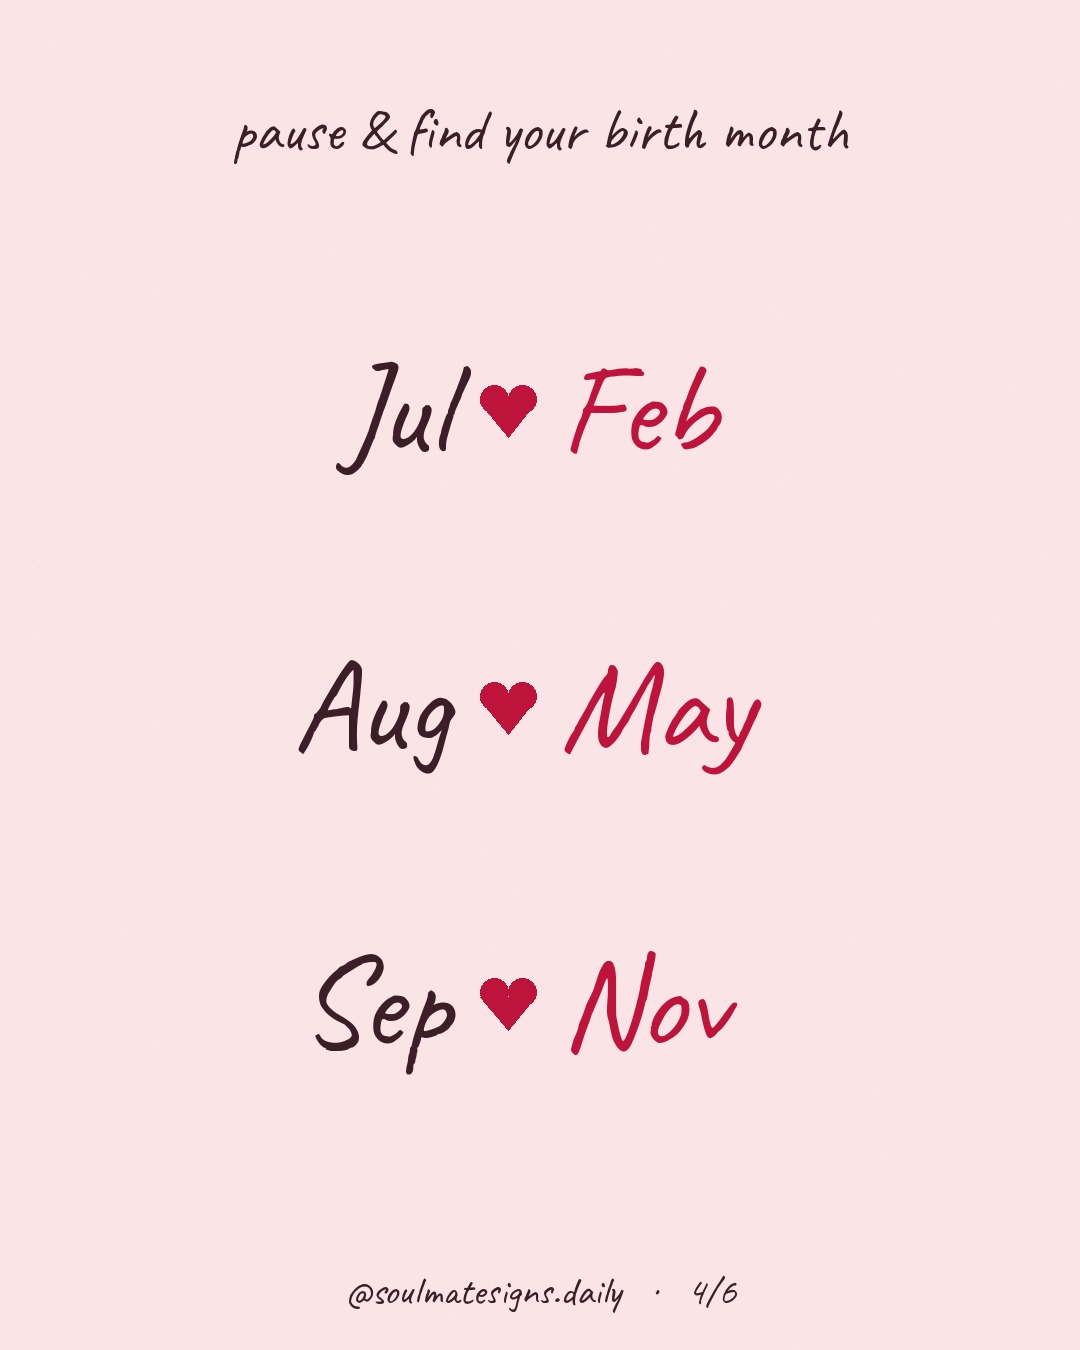 pause & find your birth month
Jul ♥ Feb
Aug ♥ May
Sep ♥ Nov
@soulmatesigns.daily · 4/6